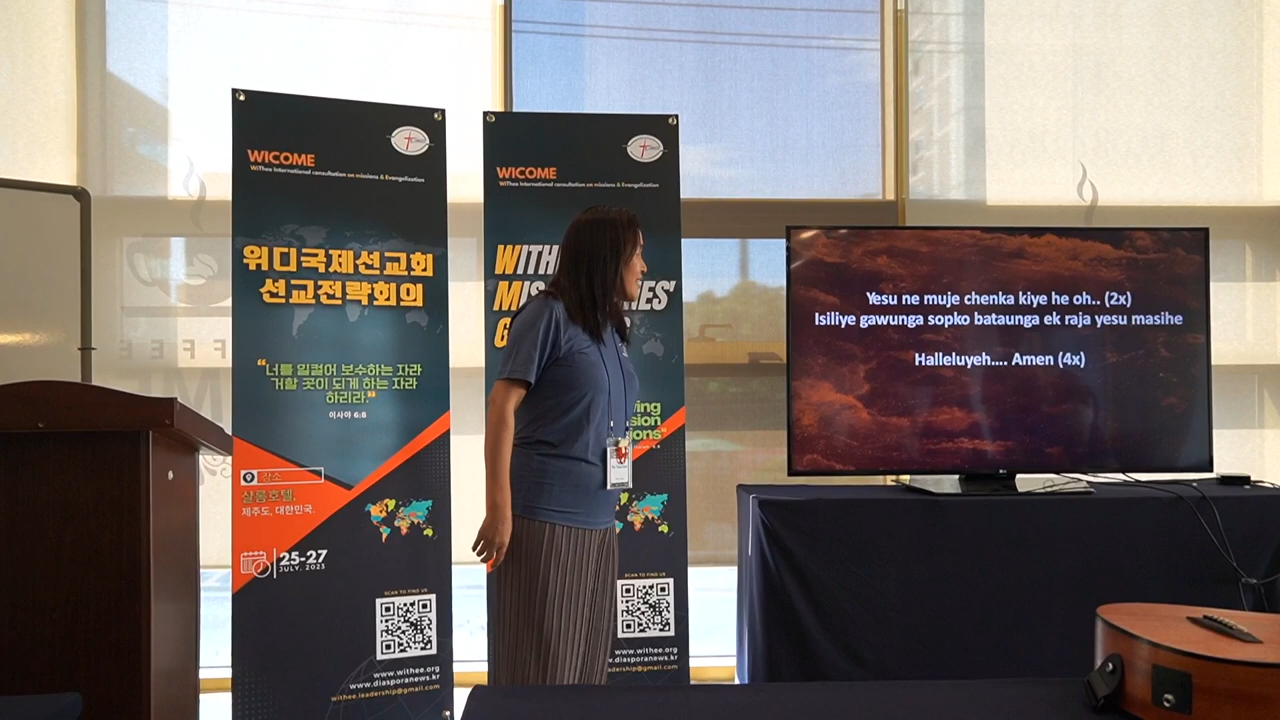 WICOME
WiThee International consultation on missions & Evangelization
위디국제선교회
선교전략회의
“너를 일컬어 보수하는 자라
거할 곳이 되게 하는 자라
하리라.”
이사야 6:8
장소
샬롬호텔,
제주도, 대한민국.
25-27
JULY, 2023
SCAN TO FIND US
www.withee.org
www.diasporanews.kr
withee.leadership@gmail.com
WICOME
WiThee International consultation on missions & Evangelization
WITH
MIS
NES'
G
SCAN TO FIND US
www.withee.org
w.diasporanews.kr
leadership@gmail.com
Yesu ne muje chenka kiye he oh.. (2x)
Isiliye gawunga sopko bataunga ek raja yesu masihe
Halleluyeh.... Amen (4x)
LG